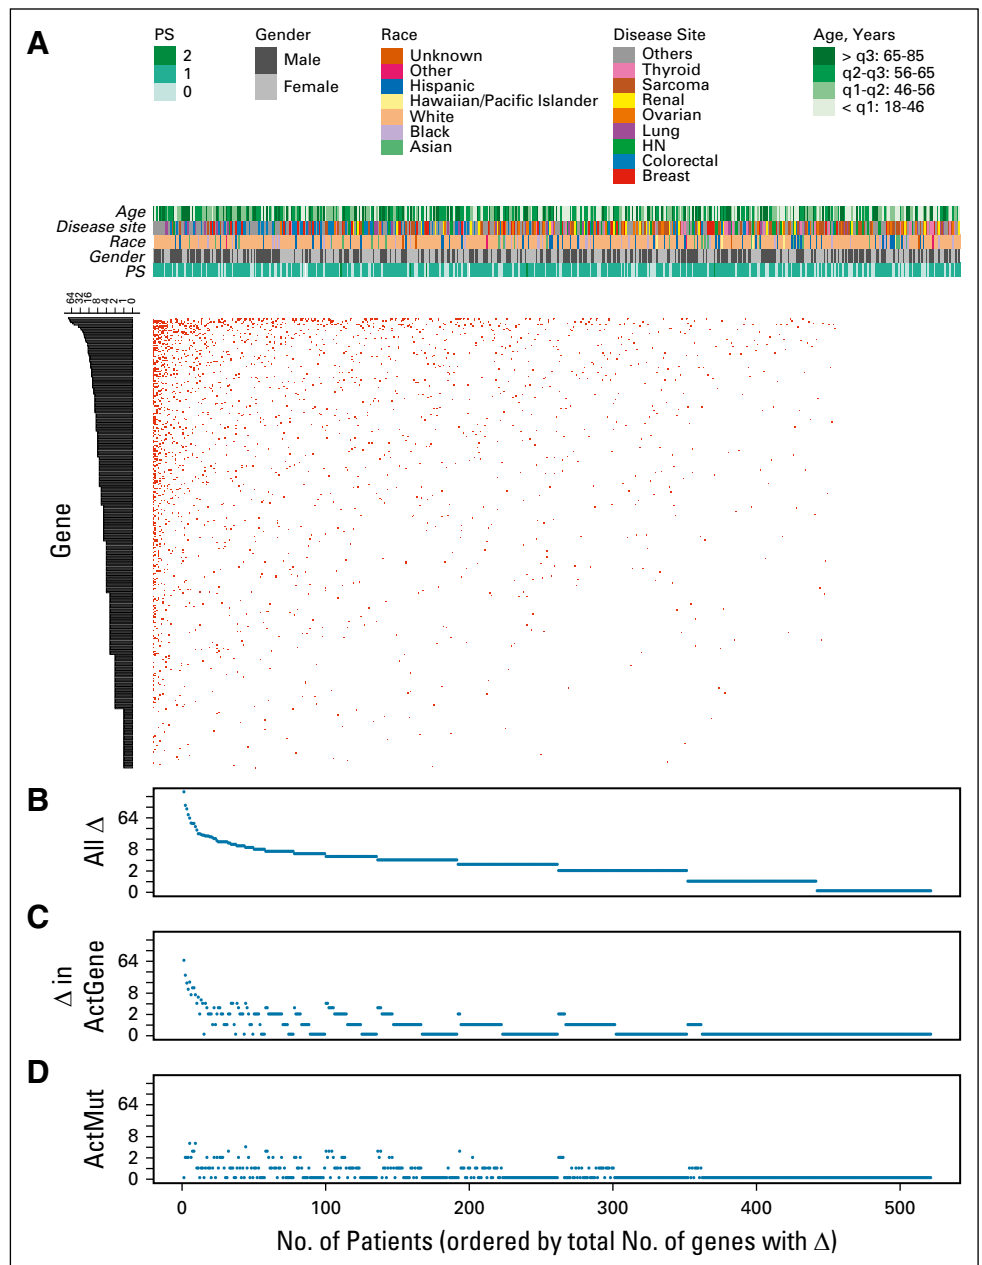 A
PS
2
1
0
Gender
Male
Female
Race
Unknown
Other
Hispanic
Hawaiian/Pacific Islander
White
Black
Asian
Disease Site
Others
Thyroid
Sarcoma
Renal
Ovarian
Lung
HN
Colorectal
Breast
Age, Years
> q3: 65-85
q2-q3: 56-65
q1-q2: 46-56
< q1: 18-46
Age
Disease site
Race
Gender
PS
64 32 16 8 4 2 1 0
Gene
B
All Δ
64
8
2
0
C
Δ in
ActGene
64
8
2
0
D
ActMut
64
8
2
0
0 100 200 300 400 500
No. of Patients (ordered by total No. of genes with Δ)